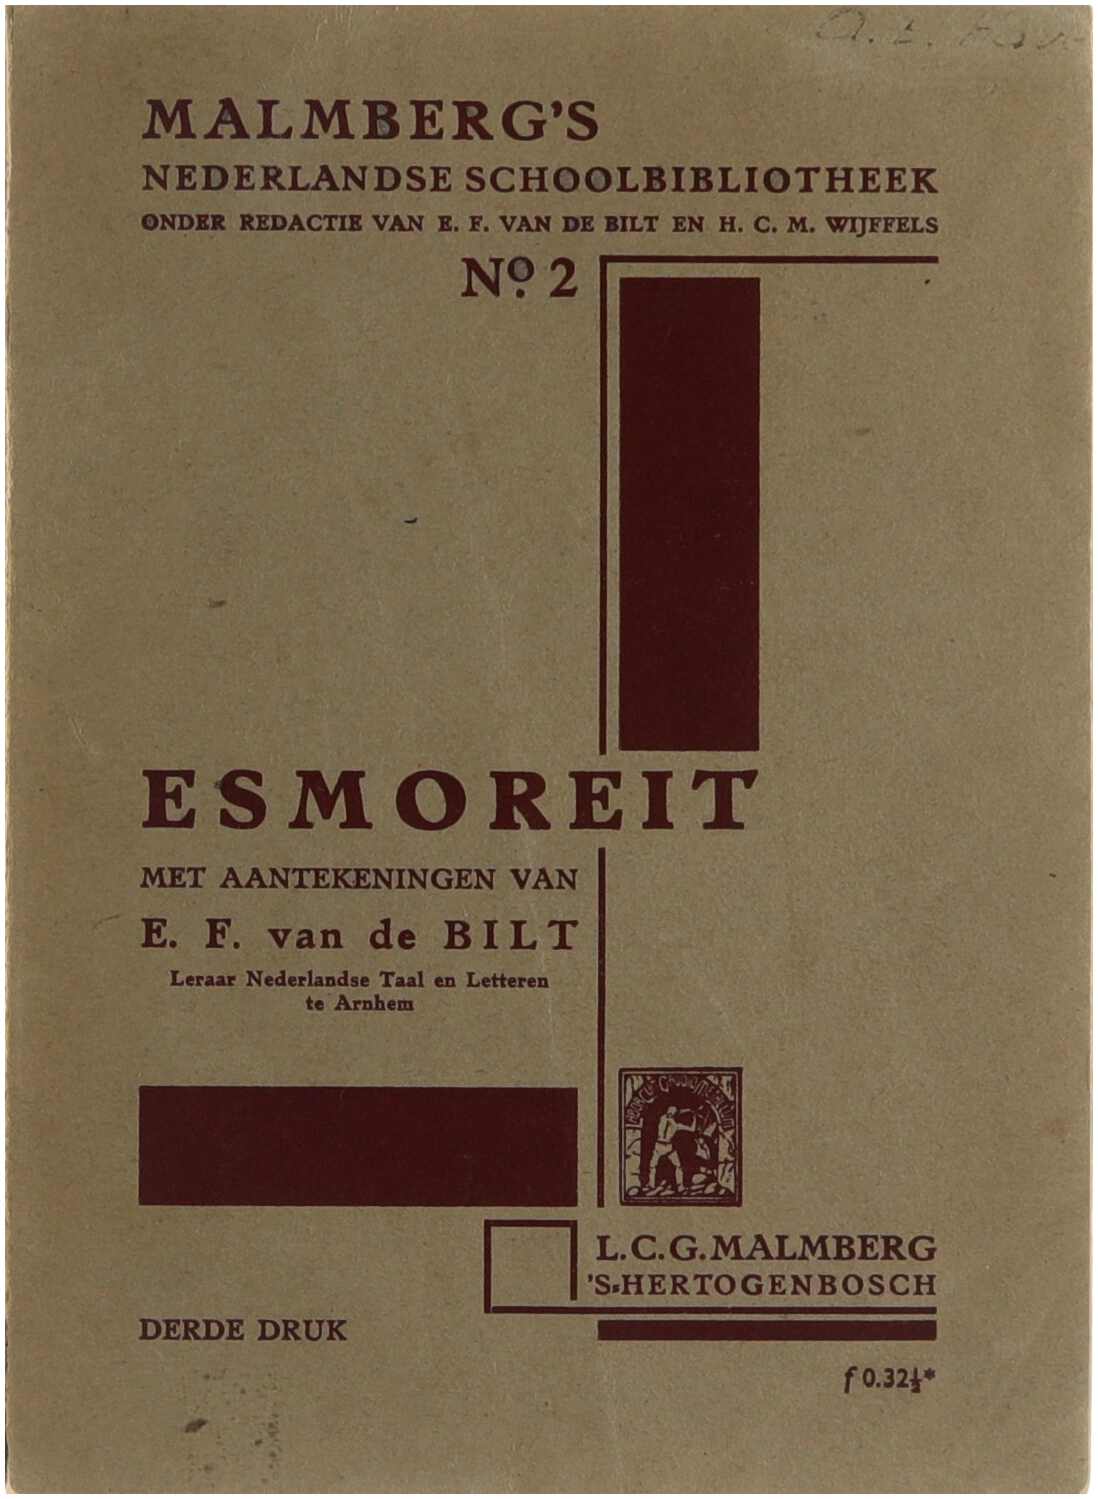 MALMBERG'S
NEDERLANDSE SCHOOLBIBLIOTHEEK
ONDER REDACTIE VAN E. F. VAN DE BILT EN H. C. M. WIJFFELS
Nº. 2
ESMOREIT
MET AANTEKENINGEN VAN
E. F. van de BILT
Leraar Nederlandse Taal en Letteren
te Arnhem
L.C.G. MALMBERG
'S-HERTOGENBOSCH
DERDE DRUK
f 0.32½*